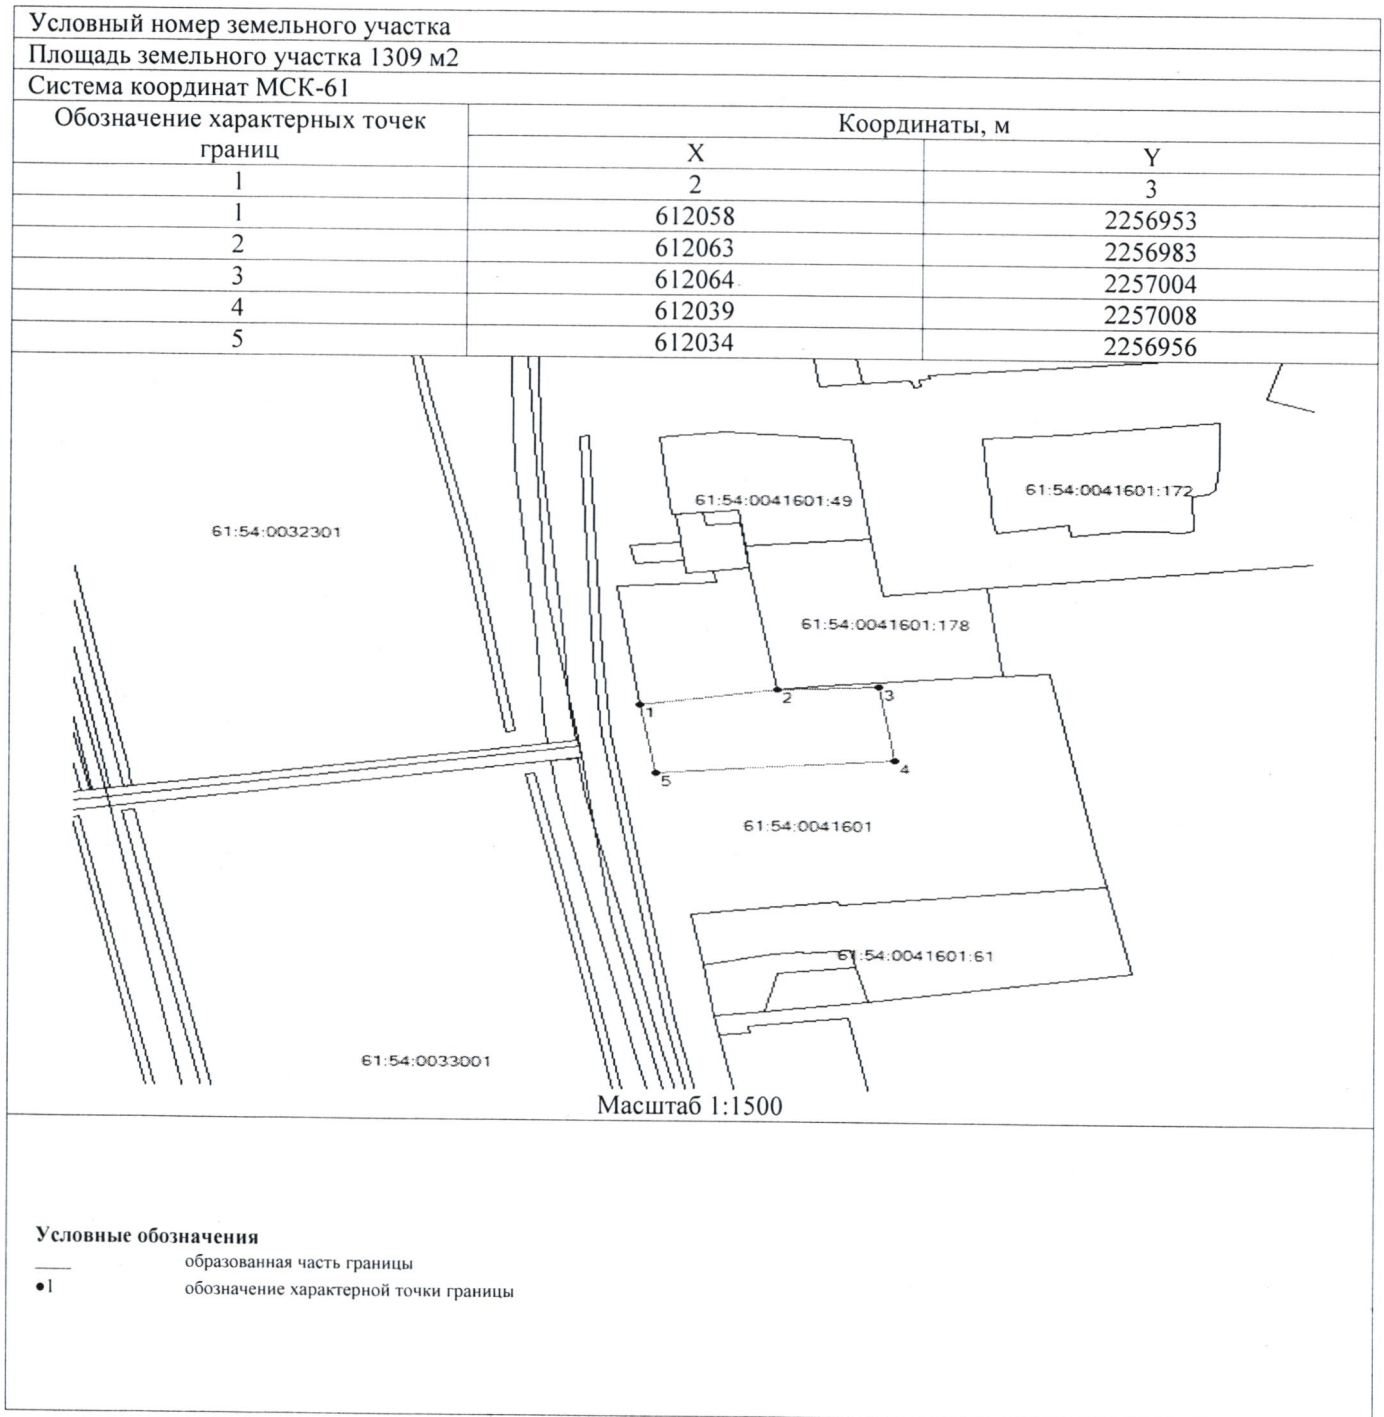 Условный номер земельного участка
Площадь земельного участка 1309 м2
Система координат МСК-61
Обозначение характерных точек границ
Координаты, м
X Y
1 2 3
1 612058 2256953
2 612063 2256983
3 612064 2257004
4 612039 2257008
5 612034 2256956
61:54:0041601:49
61:54:0041601:172
61:54:0032301
61:54:0041601:178
1
2
3
4
5
61:54:0041601
61:54:0041601:61
61:54:0033001
Масштаб 1:1500
Условные обозначения
образованная часть границы
●1 обозначение характерной точки границы